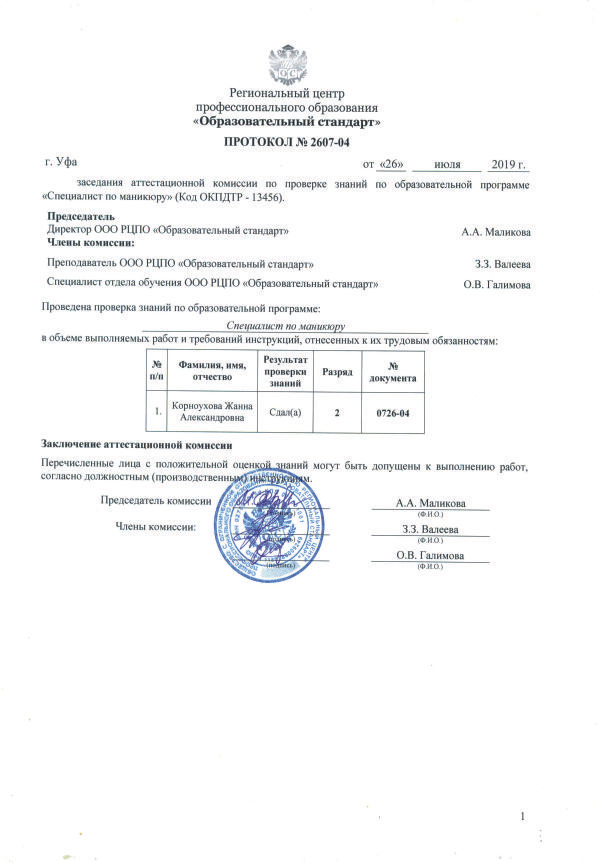 Региональный центр
профессионального образования
«Образовательный стандарт»
ПРОТОКОЛ № 2607-04
г. Уфа от «26» июля 2019 г.
заседания аттестационной комиссии по проверке знаний по образовательной программе
«Специалист по маникюру» (Код ОКПДТР - 13456).
Председатель
Директор ООО РЦПО «Образовательный стандарт» А.А. Маликова
Члены комиссии:
Преподаватель ООО РЦПО «Образовательный стандарт» З.З. Валеева
Специалист отдела обучения ООО РЦПО «Образовательный стандарт» О.В. Галимова
Проведена проверка знаний по образовательной программе:
Специалист по маникюру
в объеме выполняемых работ и требований инструкций, отнесенных к их трудовым обязанностям:
№ п/п Фамилия, имя, отчество Результат проверки знаний Разряд № документа
1. Корноухова Жанна Александровна Сдал(а) 2 0726-04
Заключение аттестационной комиссии
Перечисленные лица с положительной оценкой знаний могут быть допущены к выполнению работ,
согласно должностным (производственным) инструкциям.
Председатель комиссии А.А. Маликова
(Ф.И.О.)
Члены комиссии: З.З. Валеева
(Ф.И.О.)
О.В. Галимова
(подпись) (Ф.И.О.)
1